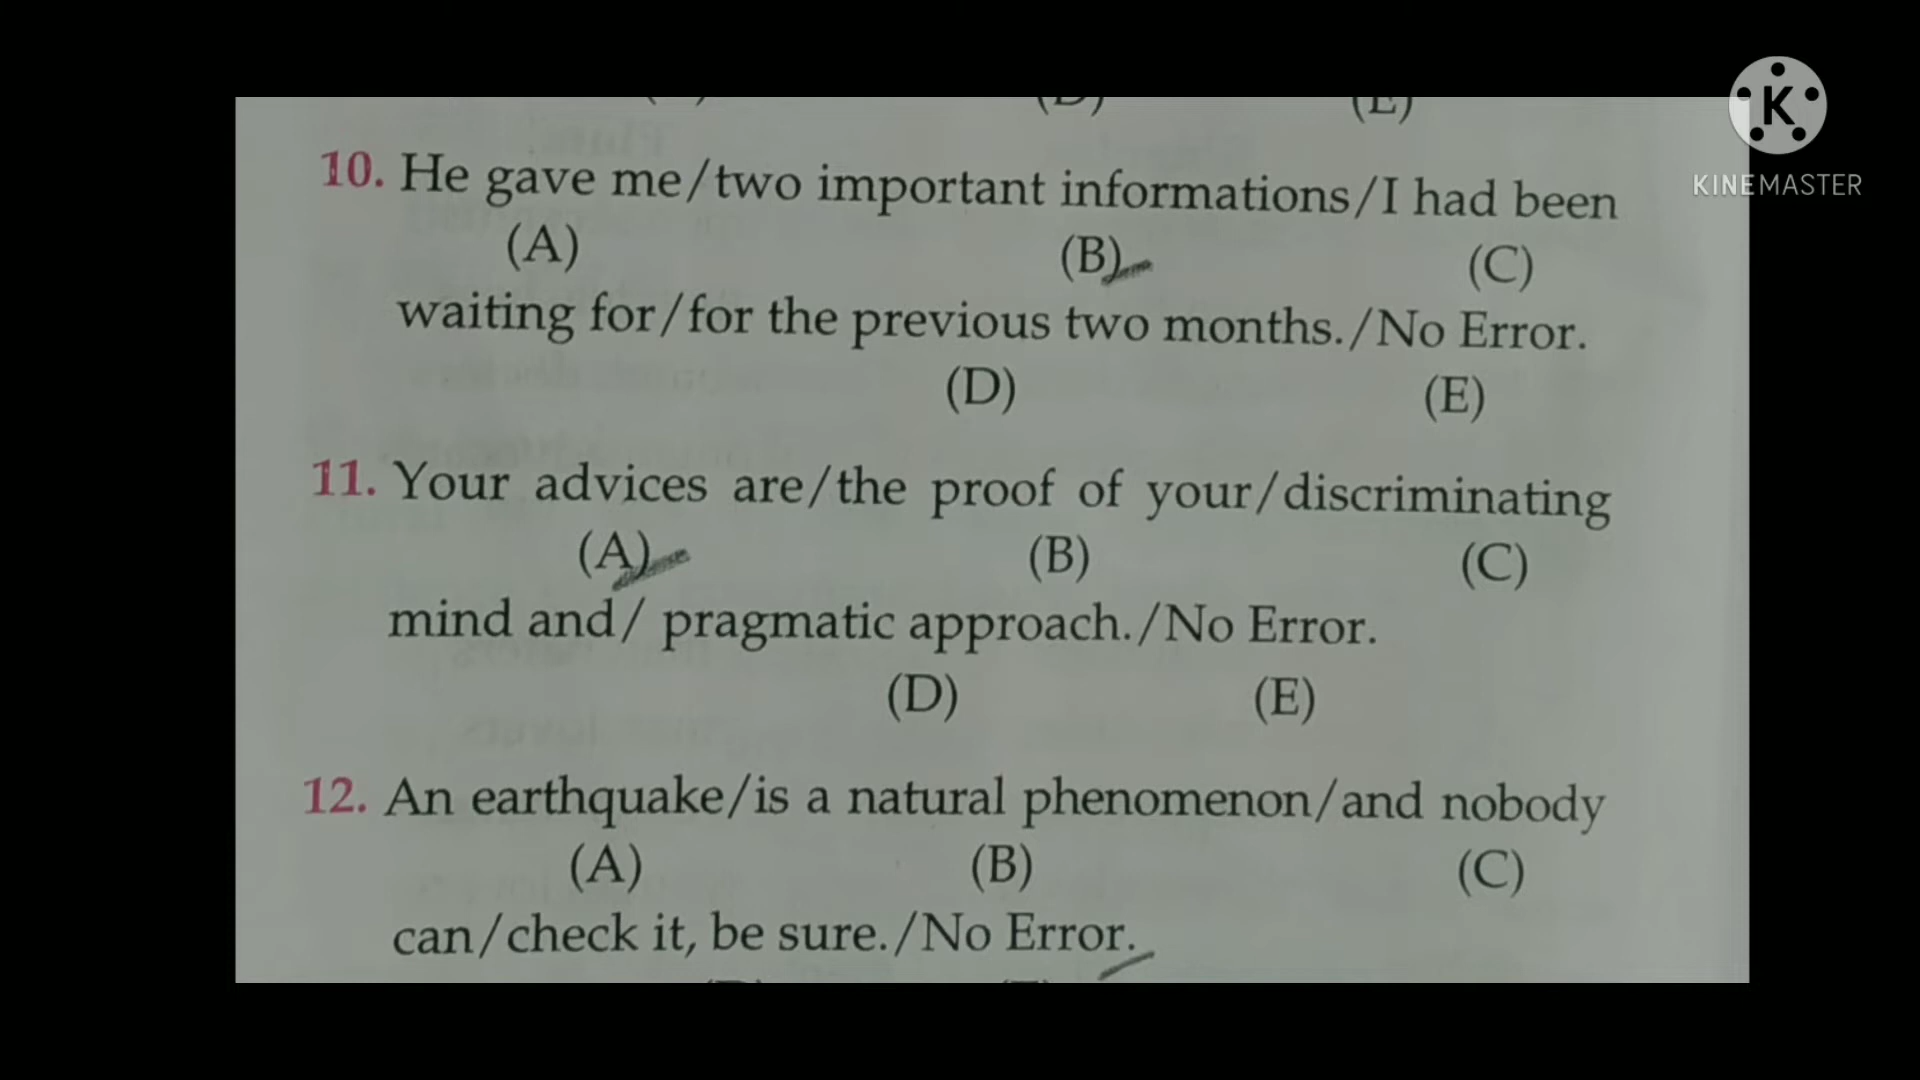 K
KINEMASTER
10. He gave me/two important informations/I had been
(A) (B) (C)
waiting for/for the previous two months./No Error.
(D) (E)
11. Your advices are/the proof of your/discriminating
(A) (B) (C)
mind and/ pragmatic approach./No Error.
(D) (E)
12. An earthquake/is a natural phenomenon/and nobody
(A) (B) (C)
can/check it, be sure./No Error.